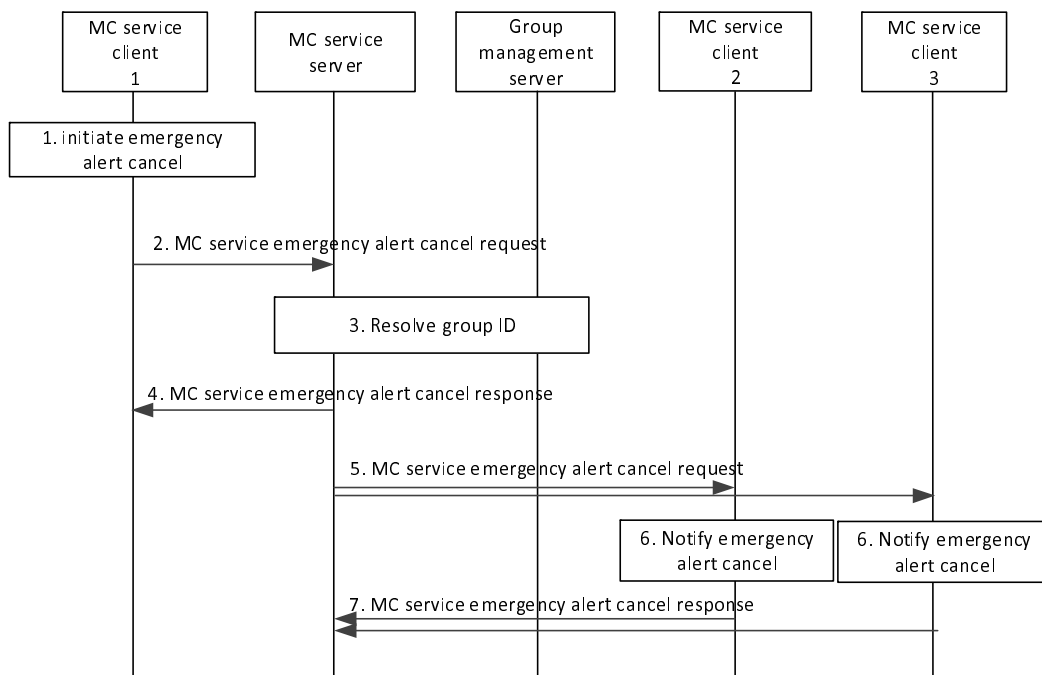 MC service
client
1
MC service
server
Group
management
server
MC service
client
2
MC service
client
3
1. initiate emergency
alert cancel
2. MC service emergency alert cancel request
3. Resolve group ID
4. MC service emergency alert cancel response
5. MC service emergency alert cancel request
6. Notify emergency
alert cancel
6. Notify emergency
alert cancel
7. MC service emergency alert cancel response